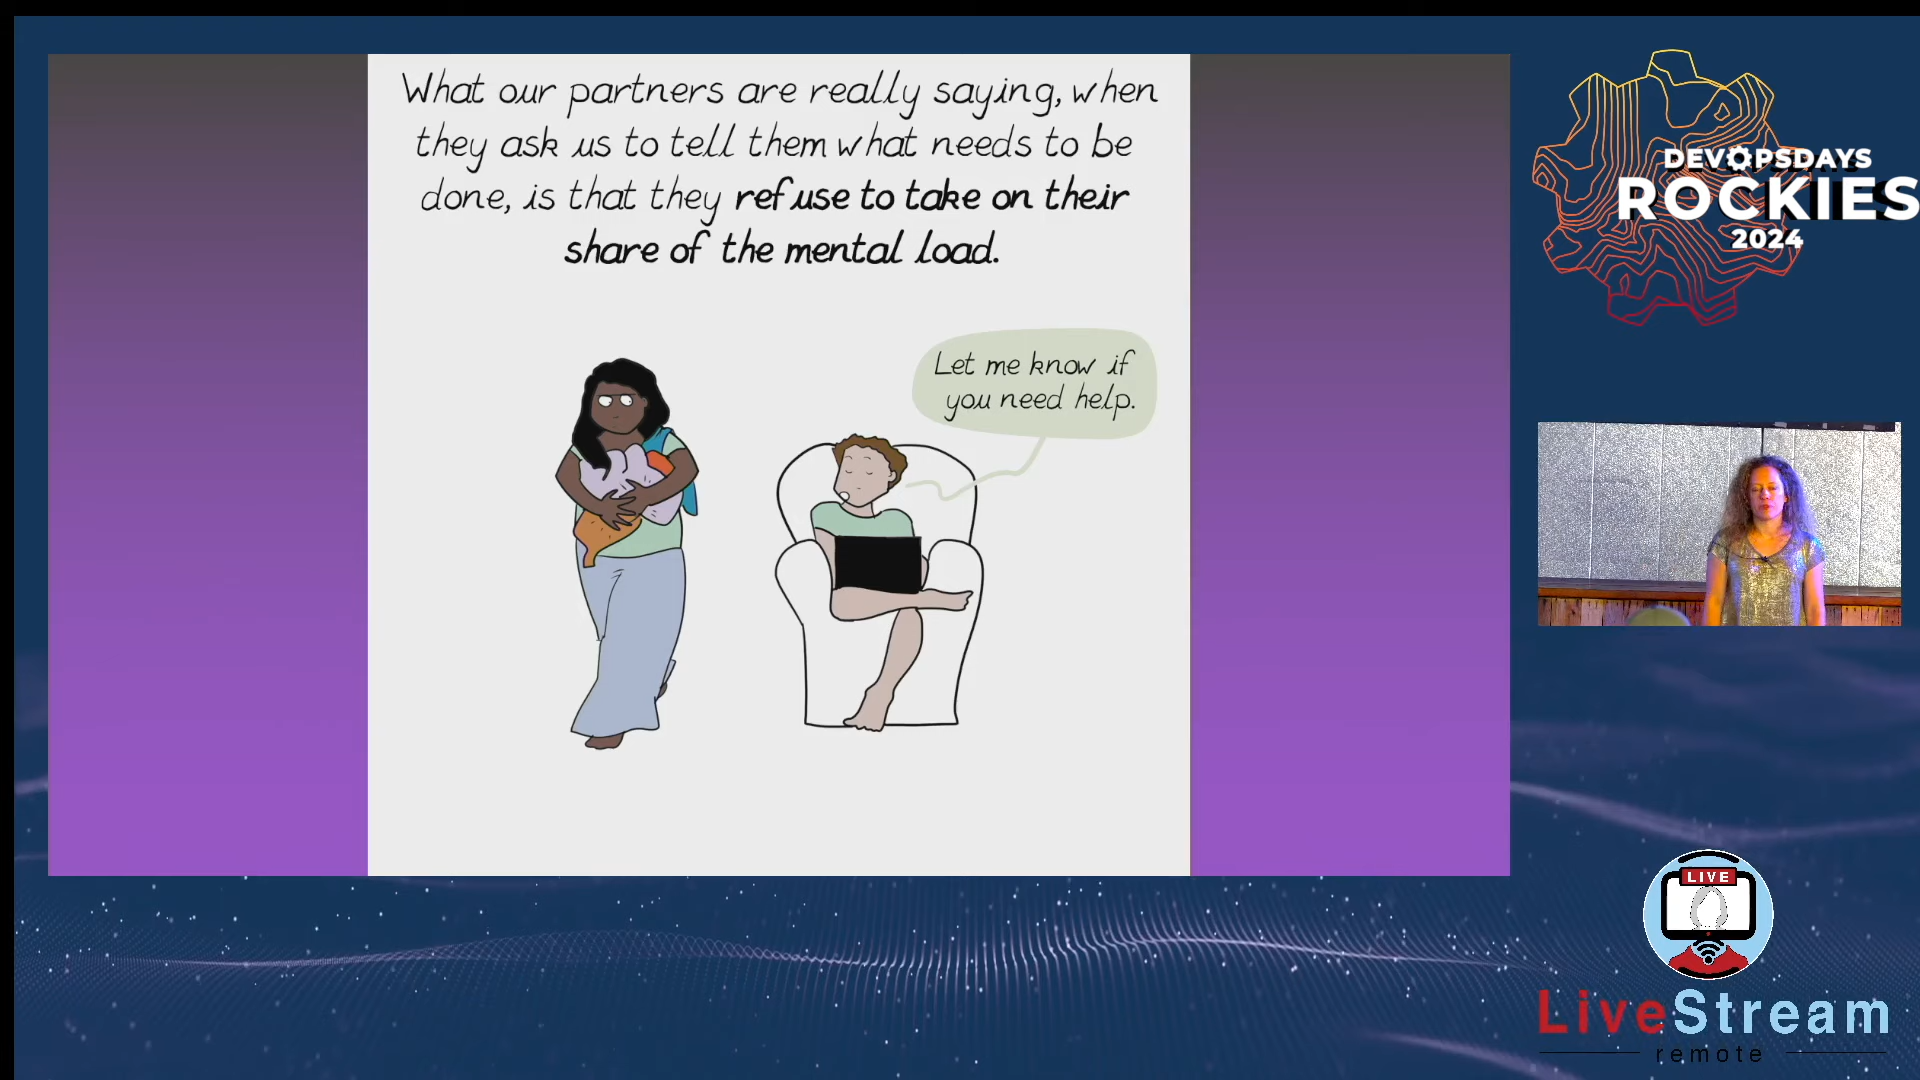 What our partners are really saying, when
they ask us to tell them what needs to be
done, is that they refuse to take on their
share of the mental load.
Let me know if
you need help.
DEVOPSDAYS
ROCKIES
2024
LIVE
LiveStream
remote